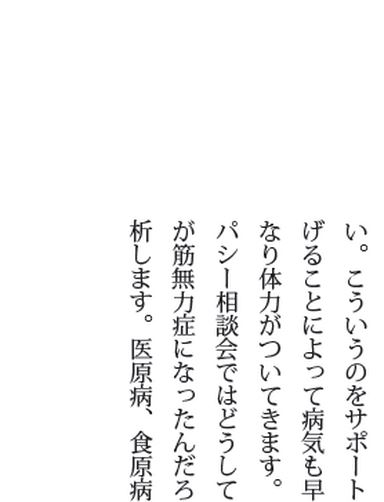 い。こういうのをサポート
げることによって病気も早
なり体力がついてきます。
パシー相談会ではどうして
が筋無力症になったんだろ
析します。医原病、食原病